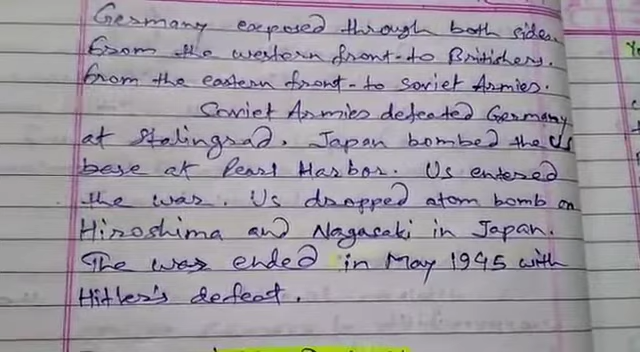 Germany exposed through both sides.
from the western front - to Britishers.
from the eastern front - to soviet Armies.
Soviet Armies defeated Germany
at Stalingrad. Japan bombed the US
base at Pearl Harbor. Us entered
the war. Us dropped atom bomb on
Hiroshima and Nagasaki in Japan.
The war ended in May 1945 with
Hitler's defeat.